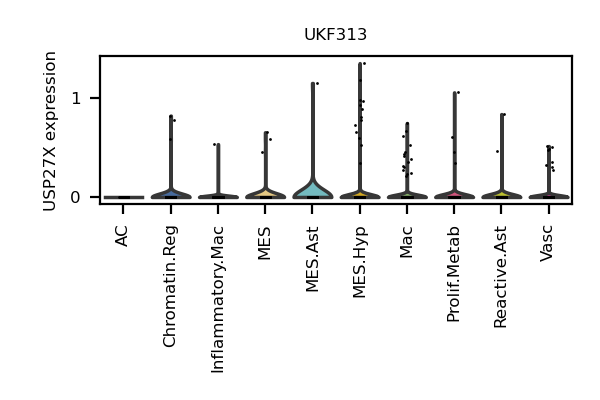 UKF313
USP27X expression
1
0
AC
Chromatin.Reg
Inflammatory.Mac
MES
MES.Ast
MES.Hyp
Mac
Prolif.Metab
Reactive.Ast
Vasc